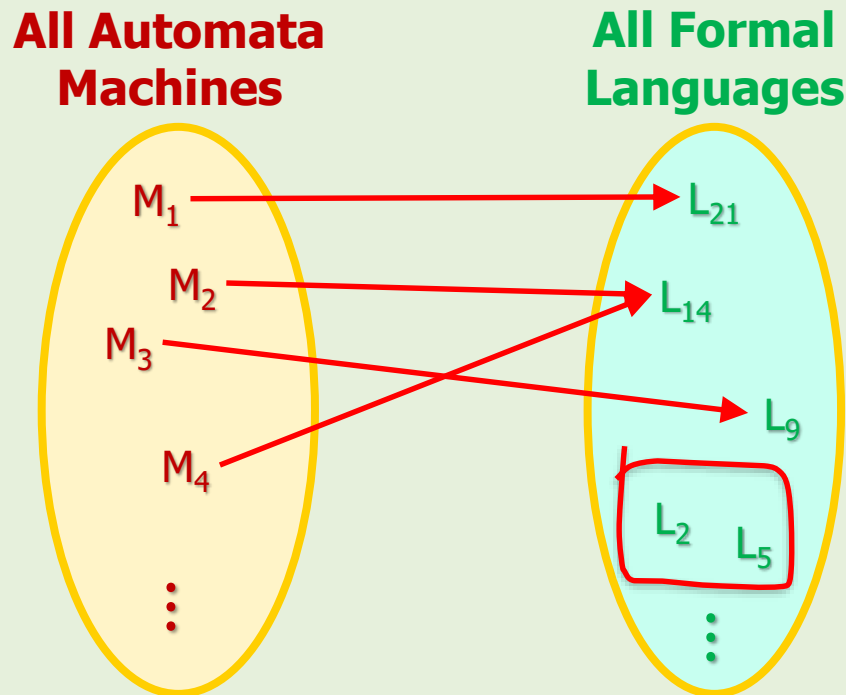 All Automata
Machines
All Formal
Languages
M₁
L₂₁
M₂
L₁₄
M₃
L₉
M₄
L₂
L₅
⋮
⋮